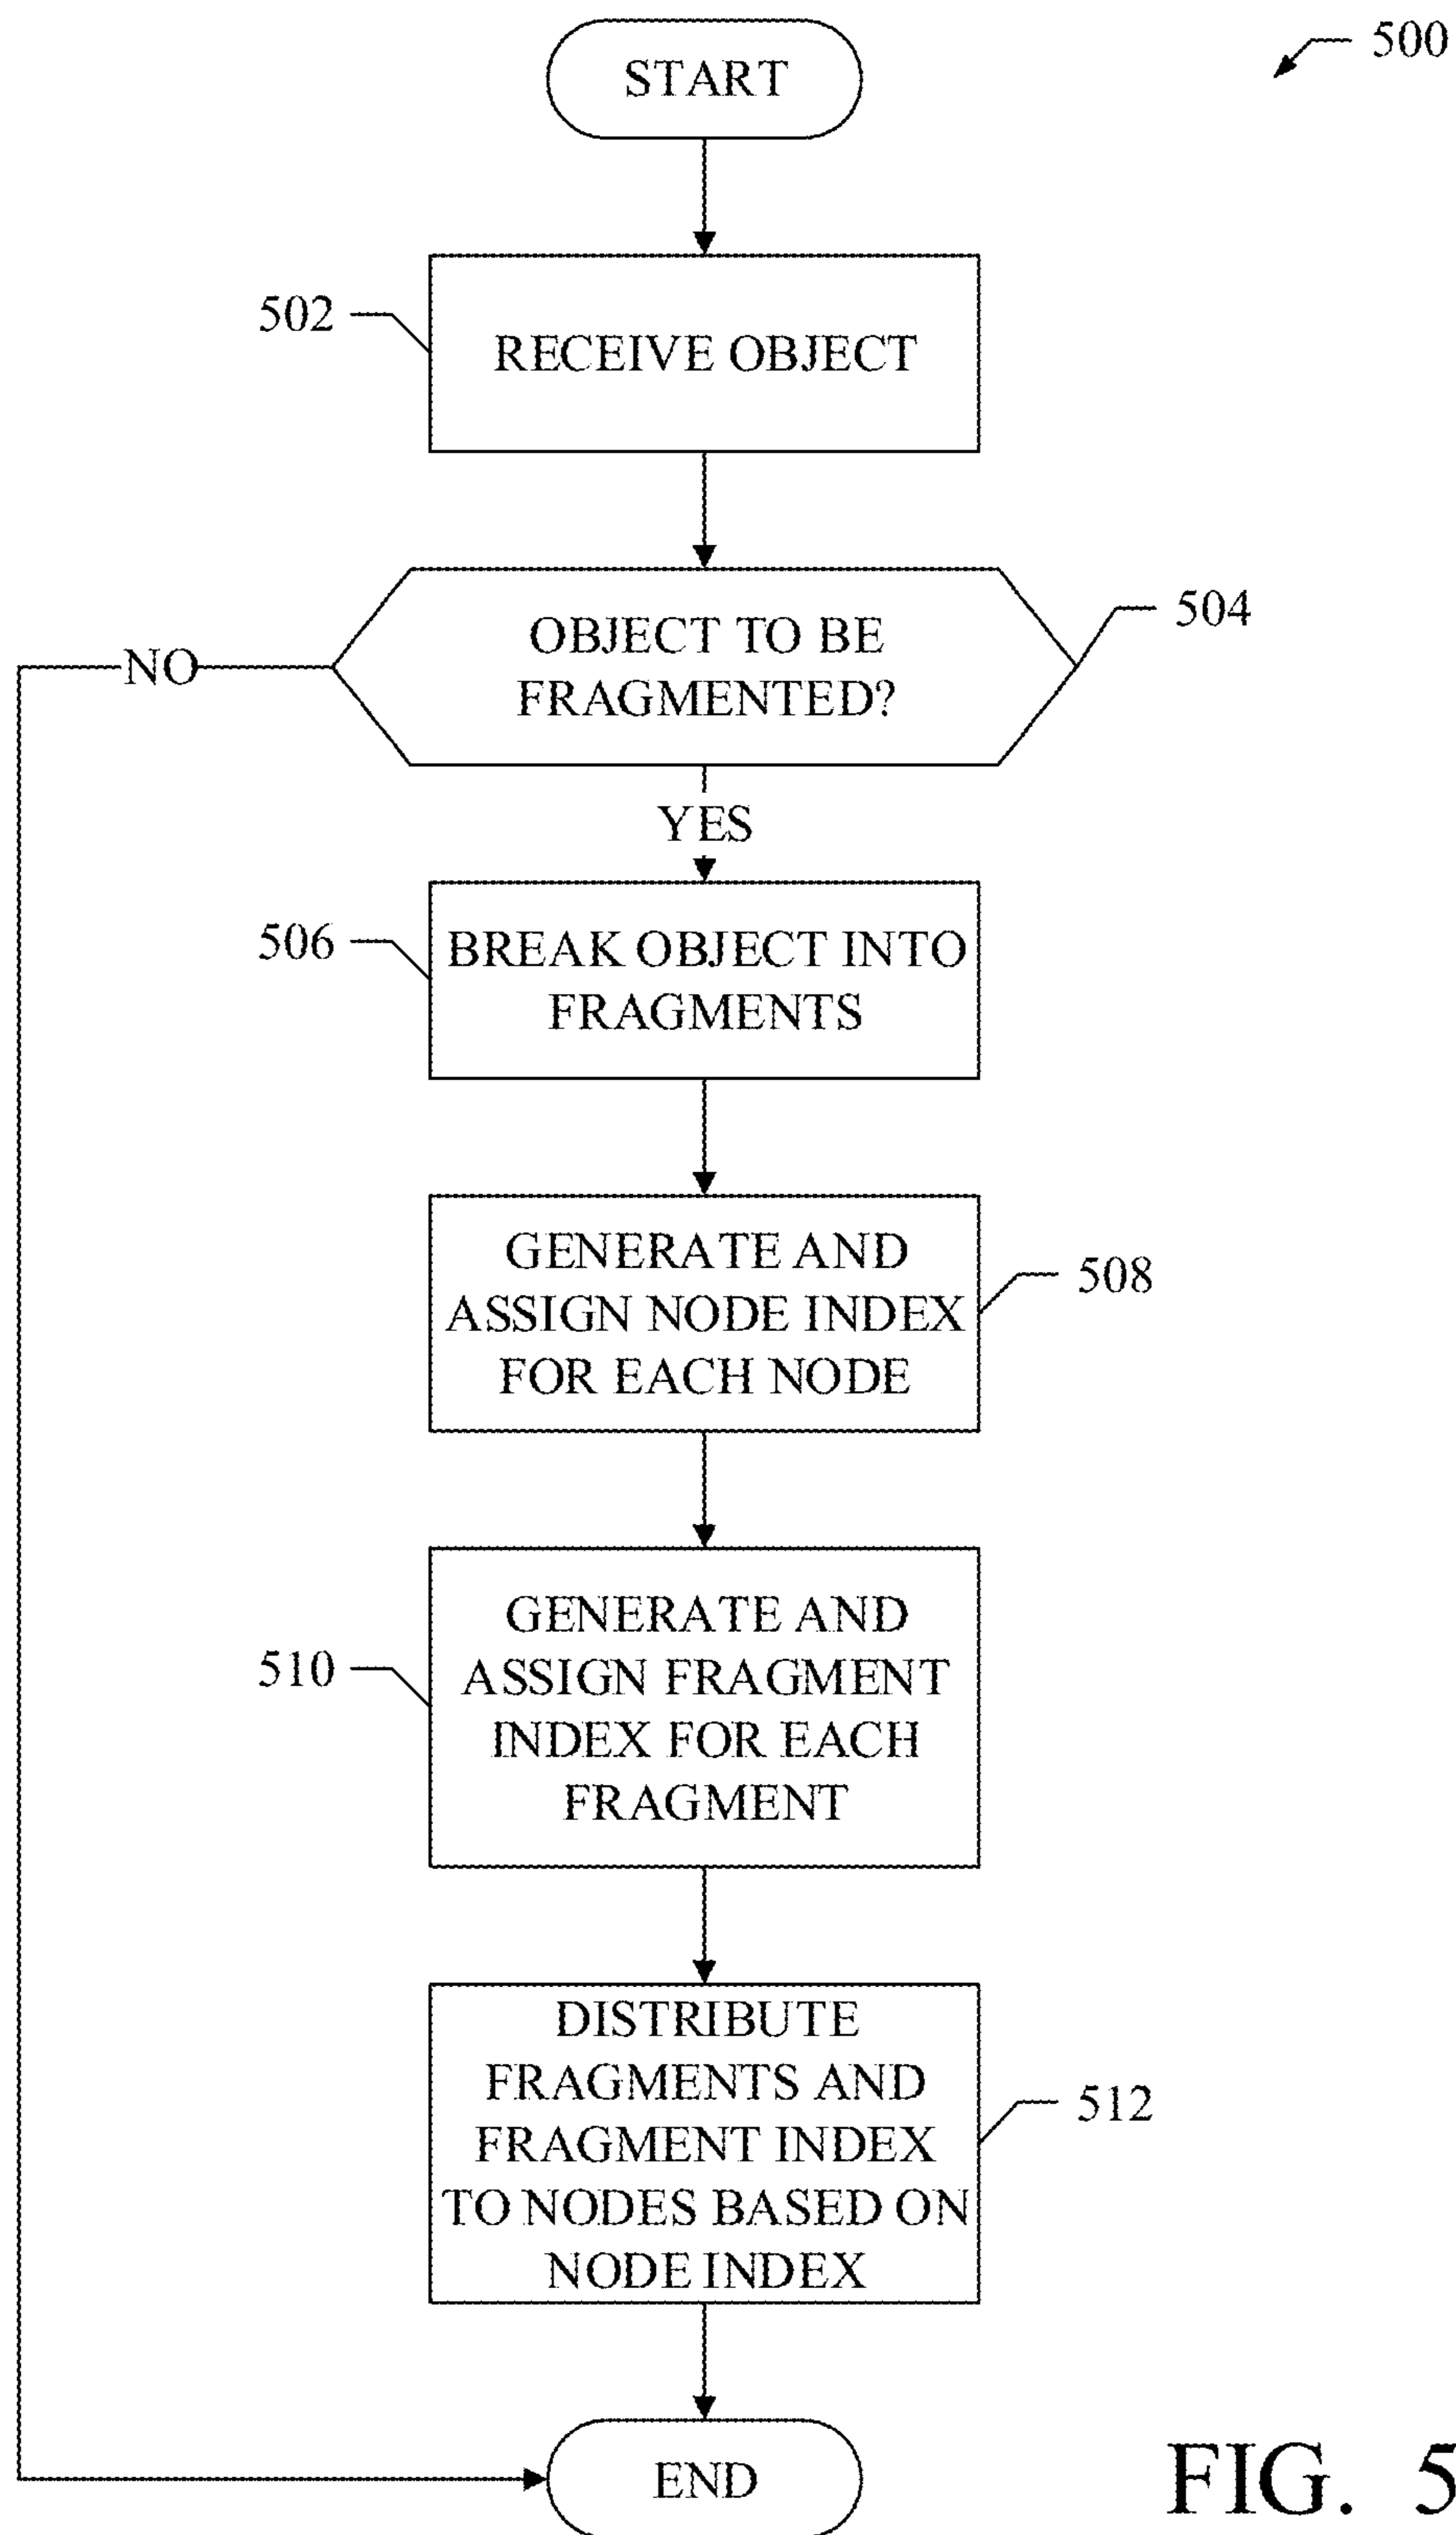 500
START
502
RECEIVE OBJECT
504
OBJECT TO BE
FRAGMENTED?
NO
YES
506
BREAK OBJECT INTO
FRAGMENTS
508
GENERATE AND
ASSIGN NODE INDEX
FOR EACH NODE
510
GENERATE AND
ASSIGN FRAGMENT
INDEX FOR EACH
FRAGMENT
512
DISTRIBUTE
FRAGMENTS AND
FRAGMENT INDEX
TO NODES BASED ON
NODE INDEX
END
FIG. 5